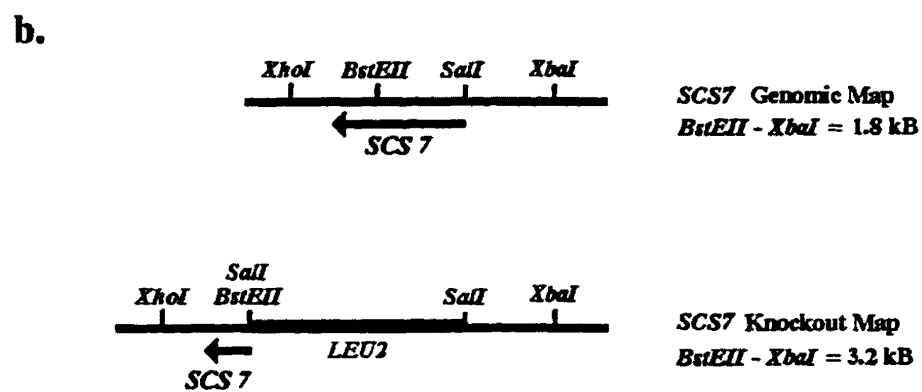 b.
XhoI BstEII SalI XbaI
SCS7 Genomic Map
BstEII - XbaI = 1.8 kB
SCS 7
SalI
XhoI BstEII SalI XbaI
SCS7 Knockout Map
LEU2
BstEII - XbaI = 3.2 kB
SCS 7